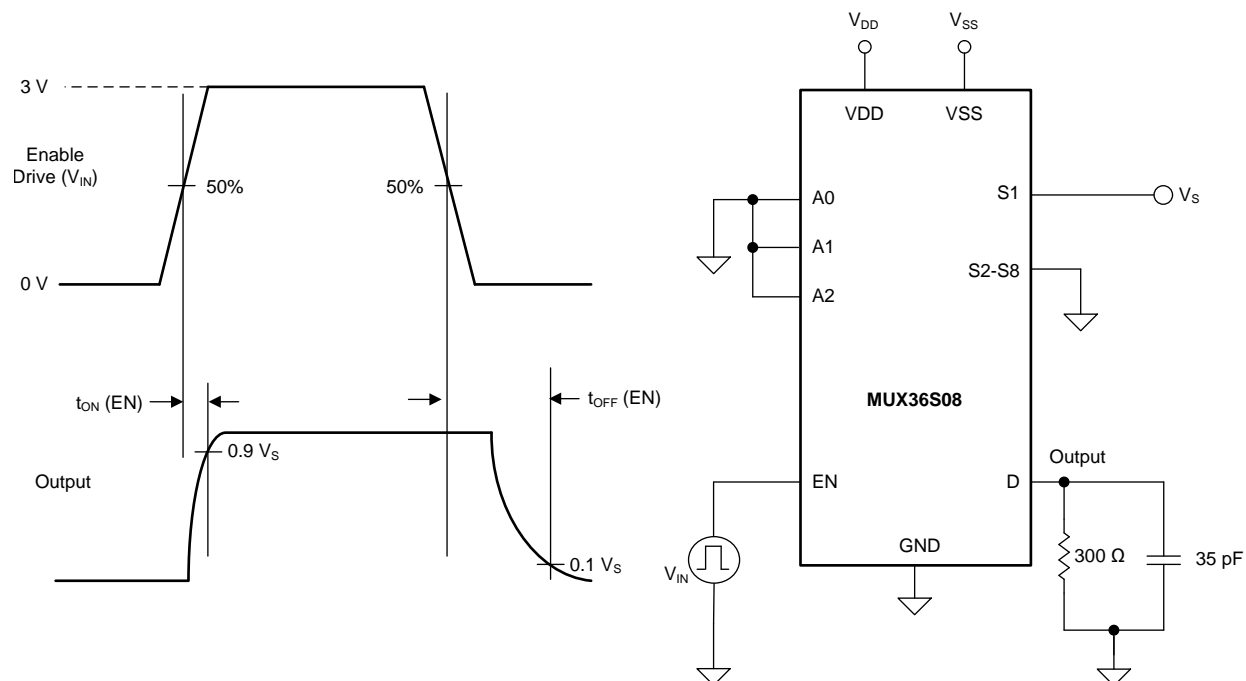 3 V
Enable
Drive (VIN)
50%
50%
0 V
tON (EN)
tOFF (EN)
0.9 VS
Output
0.1 VS
VDD
VSS
VDD
VSS
A0
A1
A2
S1
VS
S2-S8
MUX36S08
Output
EN
D
GND
VIN
300 Ω
35 pF